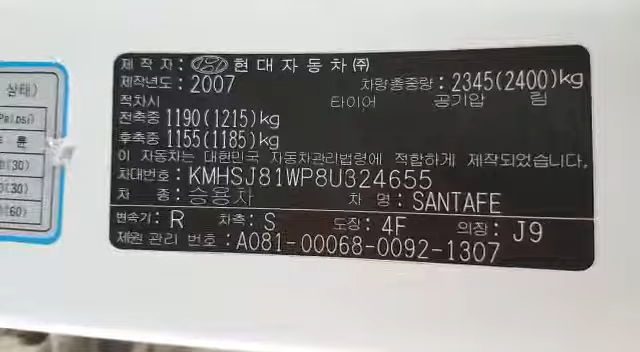 제작자: 현대자동차(주)
제작년도: 2007 차량총중량: 2345(2400)kg
적차시 타이어 공기압 림
전축중 1190(1215)kg
후축중 1155(1185)kg
이 자동차는 대한민국 자동차관리법령에 적합하게 제작되었습니다.
차대번호: KMHSJ81WP8U324655
차 종: 승용차 차 명: SANTAFE
변속기: R 차축: S 도장: 4F 의장: J9
제원 관리 번호: A081-00068-0092-1307
상태)
(30)
(30)
(60)